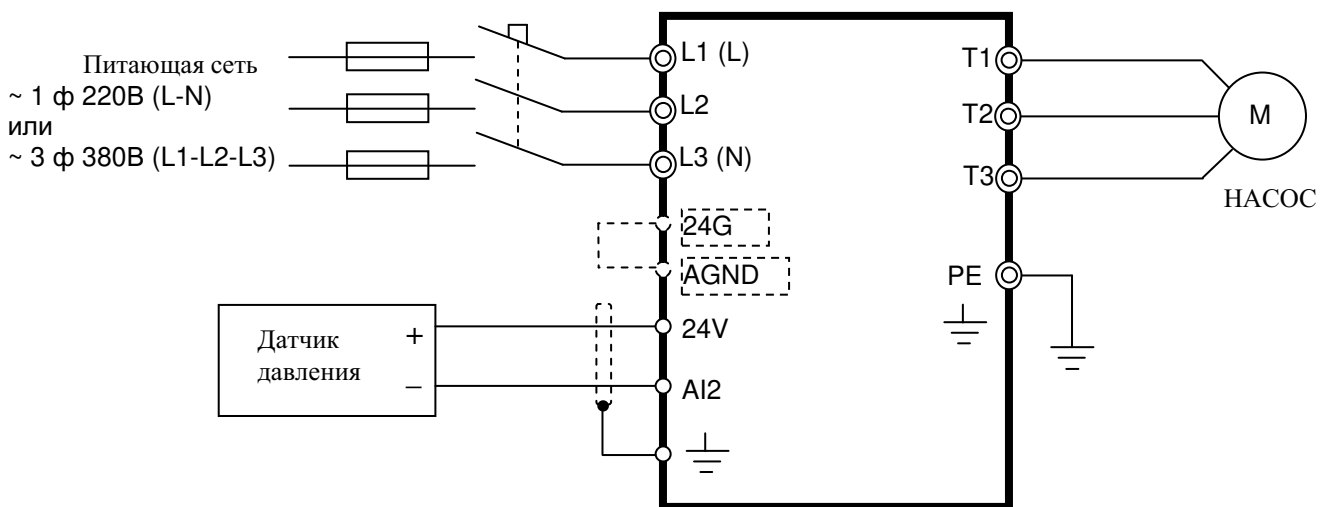 Питающая сеть
~ 1 ф 220В (L-N)
или
~ 3 ф 380В (L1-L2-L3)
L1 (L)
L2
L3 (N)
24G
AGND
24V
AI2
Датчик
давления
+
–
T1
T2
T3
PE
M
НАСОС